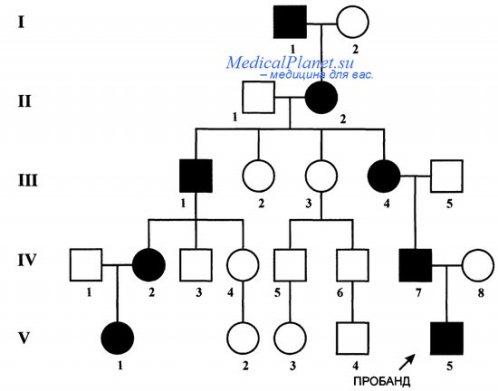 I
1 2
MedicalPlanet.su
– медицина для вас.
II
1 2
III
1 2 3 4 5
IV
1 2 3 4 5 6 7 8
V
1 2 3 4 5
ПРОБАНД